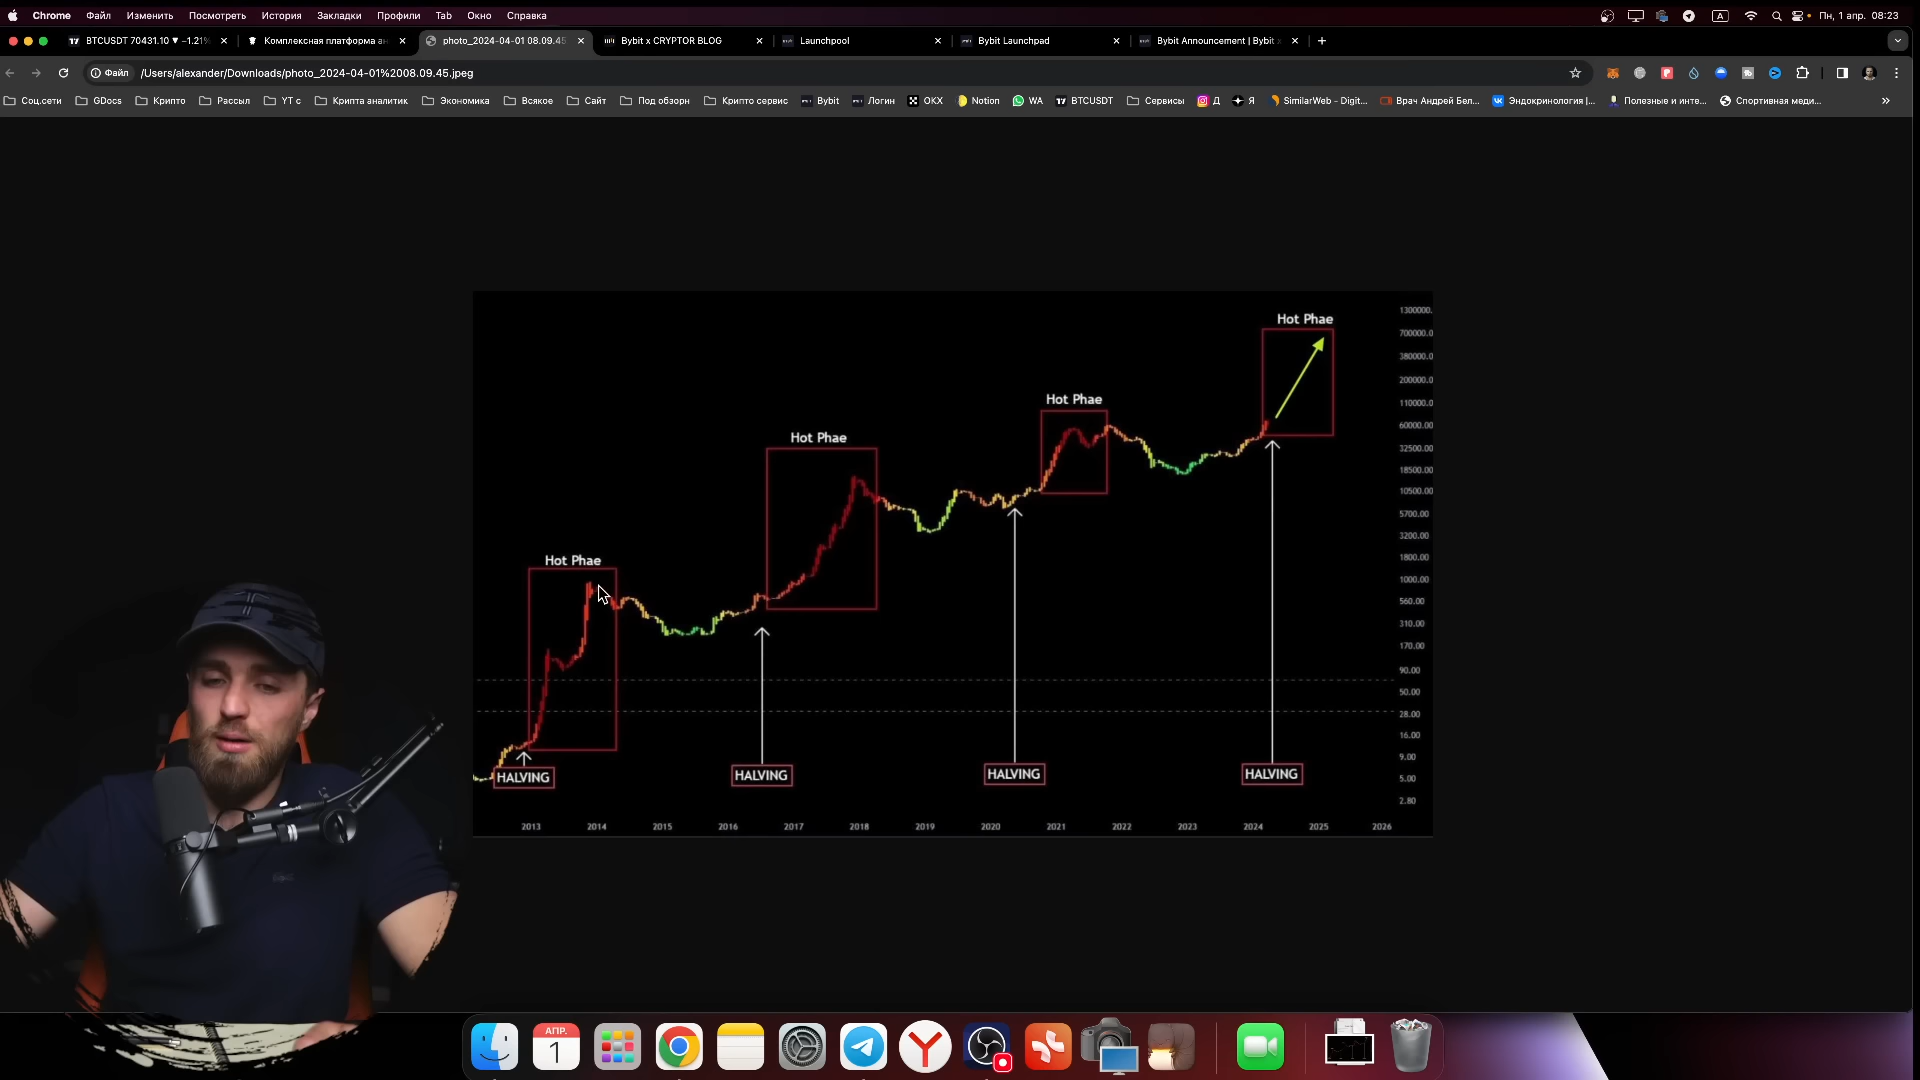 Chrome Файл Изменить Посмотреть История Закладки Профили Tab Окно Справка A Пн, 1 апр. 08:23
BTCUSDT 70431.10 ▼ −1.21% Комплексная платформа ан photo_2024-04-01 08.09.45. Bybit x CRYPTOR BLOG Launchpool Bybit Launchpad Bybit Announcement | Bybit x
Файл /Users/alexander/Downloads/photo_2024-04-01%2008.09.45.jpeg
Соц.сети GDocs Крипто Рассыл YT c Крипта аналитик Экономика Всякое Сайт Под обзорн Крипто сервис Bybit Логин OKX Notion WA BTCUSDT Сервисы Д Я SimilarWeb - Digit... Врач Андрей Бел... Эндокринология |... Полезные и инте... Спортивная меди...
1300000.
Hot Phae
700000.0
380000.0
200000.0
Hot Phae
110000.0
60000.00
Hot Phae
32500.00
18500.00
10500.00
5700.00
3200.00
1800.00
Hot Phae
1000.00
560.00
310.00
170.00
90.00
50.00
28.00
16.00
9.00
HALVING HALVING HALVING HALVING
5.00
2.80
2013 2014 2015 2016 2017 2018 2019 2020 2021 2022 2023 2024 2025 2026
АПР.
1